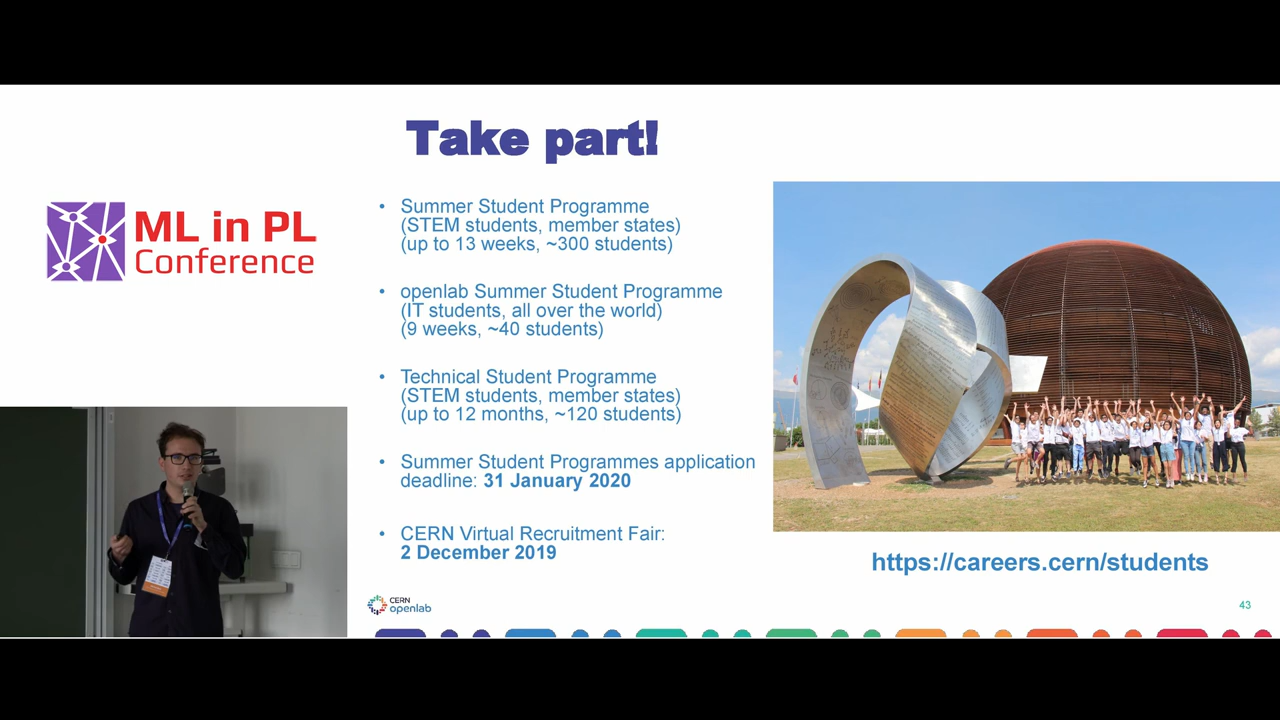 Take part!
ML in PL
Conference
• Summer Student Programme
(STEM students, member states)
(up to 13 weeks, ~300 students)
• openlab Summer Student Programme
(IT students, all over the world)
(9 weeks, ~40 students)
• Technical Student Programme
(STEM students, member states)
(up to 12 months, ~120 students)
• Summer Student Programmes application
deadline: 31 January 2020
• CERN Virtual Recruitment Fair:
2 December 2019
https://careers.cern/students
CERN
openlab
43